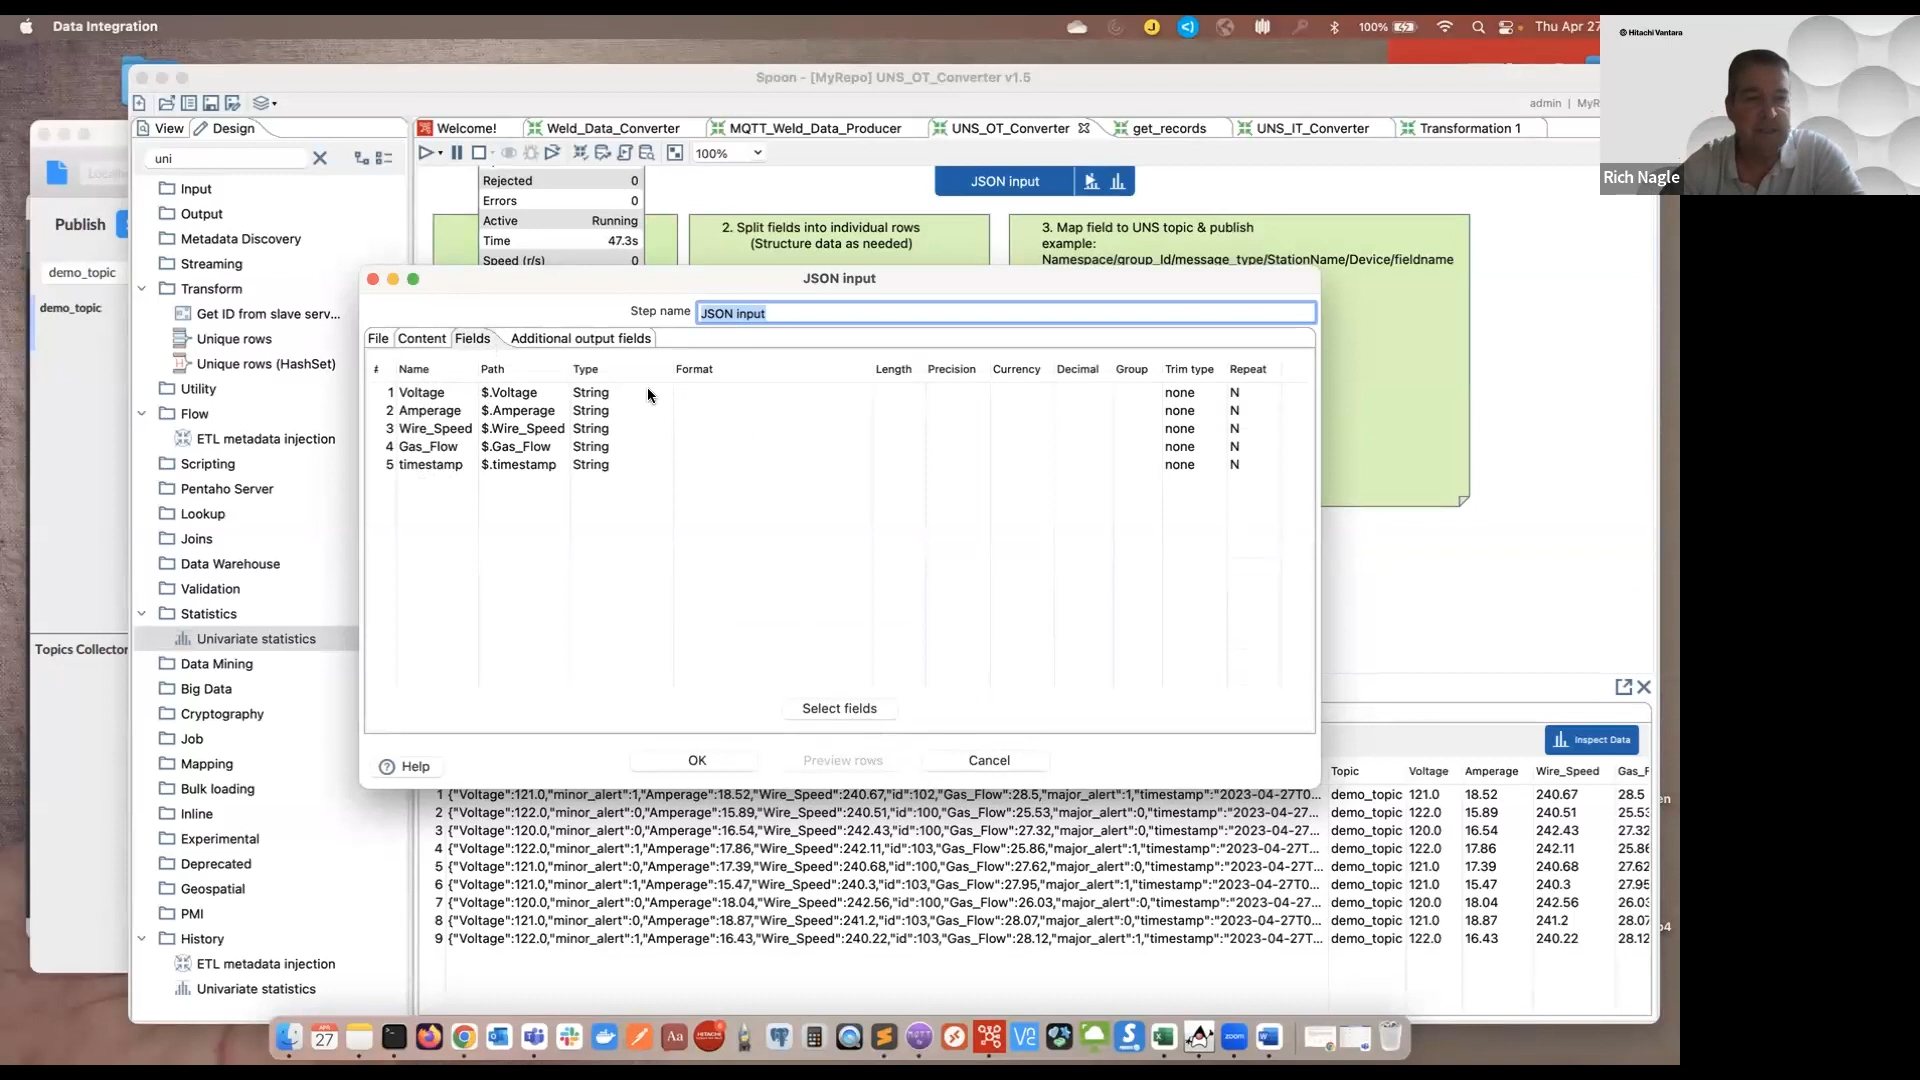 Data Integration
100%
Thu Apr 27
Hitachi Vantara
Rich Nagle
Spoon - [MyRepo] UNS_OT_Converter v1.5
admin | MyR
View
Design
Welcome!
Weld_Data_Converter
MQTT_Weld_Data_Producer
UNS_OT_Converter
get_records
UNS_IT_Converter
Transformation 1
uni
100%
Publish
demo_topic
demo_topic
Topics Collector
Input
Output
Metadata Discovery
Streaming
Transform
Get ID from slave serv...
Unique rows
Unique rows (HashSet)
Utility
Flow
ETL metadata injection
Scripting
Pentaho Server
Lookup
Joins
Data Warehouse
Validation
Statistics
Univariate statistics
Data Mining
Big Data
Cryptography
Job
Mapping
Bulk loading
Inline
Experimental
Deprecated
Geospatial
PMI
History
ETL metadata injection
Univariate statistics
Rejected 0
Errors 0
Active Running
Time 47.3s
Speed (r/s) 0
JSON input
2. Split fields into individual rows
(Structure data as needed)
3. Map field to UNS topic & publish
example:
Namespace/group_Id/message_type/StationName/Device/fieldname
JSON input
Step name JSON input
File Content Fields Additional output fields
# Name Path Type Format Length Precision Currency Decimal Group Trim type Repeat
1 Voltage $.Voltage String none N
2 Amperage $.Amperage String none N
3 Wire_Speed $.Wire_Speed String none N
4 Gas_Flow $.Gas_Flow String none N
5 timestamp $.timestamp String none N
Select fields
Help
OK
Preview rows
Cancel
Inspect Data
Topic Voltage Amperage Wire_Speed Gas_F
1 {"Voltage":121.0,"minor_alert":1,"Amperage":18.52,"Wire_Speed":240.67,"id":102,"Gas_Flow":28.5,"major_alert":1,"timestamp":"2023-04-27T0... demo_topic 121.0 18.52 240.67 28.5
2 {"Voltage":122.0,"minor_alert":0,"Amperage":15.89,"Wire_Speed":240.51,"id":100,"Gas_Flow":25.53,"major_alert":0,"timestamp":"2023-04-27... demo_topic 122.0 15.89 240.51 25.53
3 {"Voltage":120.0,"minor_alert":0,"Amperage":16.54,"Wire_Speed":242.43,"id":100,"Gas_Flow":27.32,"major_alert":0,"timestamp":"2023-04-27... demo_topic 120.0 16.54 242.43 27.32
4 {"Voltage":122.0,"minor_alert":1,"Amperage":17.86,"Wire_Speed":242.11,"id":103,"Gas_Flow":25.86,"major_alert":1,"timestamp":"2023-04-27T... demo_topic 122.0 17.86 242.11 25.86
5 {"Voltage":121.0,"minor_alert":0,"Amperage":17.39,"Wire_Speed":240.68,"id":100,"Gas_Flow":27.62,"major_alert":0,"timestamp":"2023-04-27... demo_topic 121.0 17.39 240.68 27.62
6 {"Voltage":121.0,"minor_alert":1,"Amperage":15.47,"Wire_Speed":240.3,"id":103,"Gas_Flow":27.95,"major_alert":1,"timestamp":"2023-04-27T0... demo_topic 121.0 15.47 240.3 27.95
7 {"Voltage":120.0,"minor_alert":0,"Amperage":18.04,"Wire_Speed":242.56,"id":100,"Gas_Flow":26.03,"major_alert":0,"timestamp":"2023-04-27... demo_topic 120.0 18.04 242.56 26.03
8 {"Voltage":121.0,"minor_alert":0,"Amperage":18.87,"Wire_Speed":241.2,"id":103,"Gas_Flow":28.07,"major_alert":0,"timestamp":"2023-04-27T0... demo_topic 121.0 18.87 241.2 28.07
9 {"Voltage":122.0,"minor_alert":1,"Amperage":16.43,"Wire_Speed":240.22,"id":103,"Gas_Flow":28.12,"major_alert":1,"timestamp":"2023-04-27T... demo_topic 122.0 16.43 240.22 28.12
APR
27
Aa
HITACHI
zoom